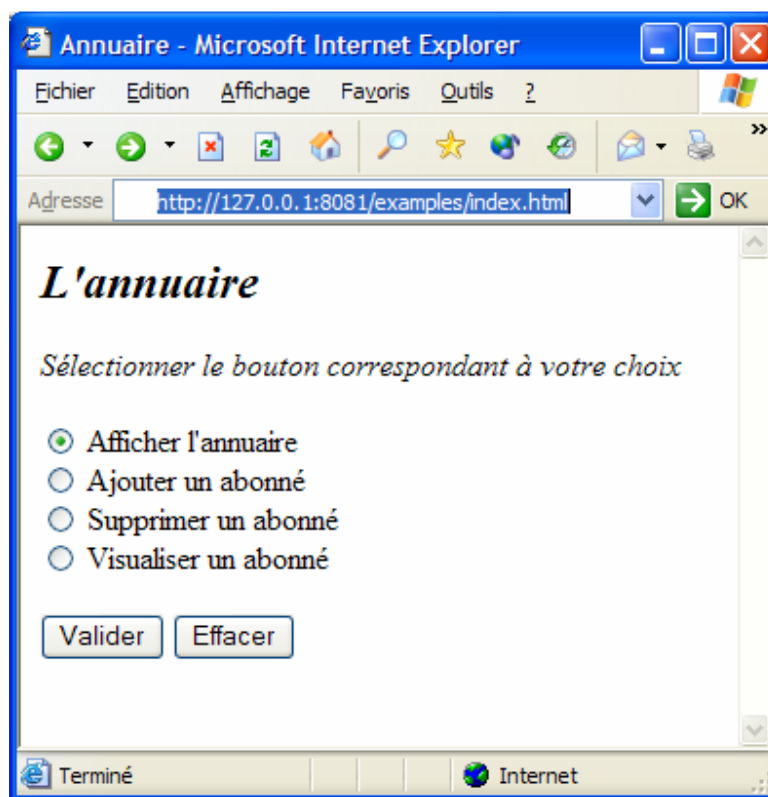 Annuaire - Microsoft Internet Explorer
Fichier Edition Affichage Favoris Outils ?
»
Adresse http://127.0.0.1:8081/examples/index.html OK
L'annuaire
Sélectionner le bouton correspondant à votre choix
Afficher l'annuaire
Ajouter un abonné
Supprimer un abonné
Visualiser un abonné
Valider Effacer
Terminé Internet